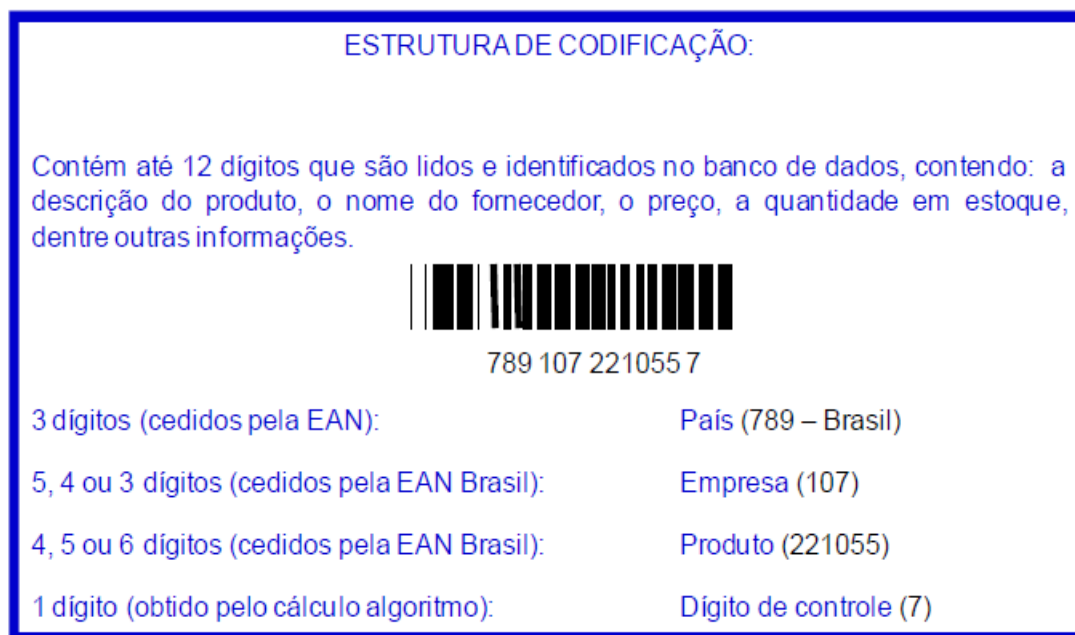 ESTRUTURA DE CODIFICAÇÃO:
Contém até 12 dígitos que são lidos e identificados no banco de dados, contendo: a
descrição do produto, o nome do fornecedor, o preço, a quantidade em estoque,
dentre outras informações.
789 107 221055 7
3 dígitos (cedidos pela EAN): País (789 – Brasil)
5, 4 ou 3 dígitos (cedidos pela EAN Brasil): Empresa (107)
4, 5 ou 6 dígitos (cedidos pela EAN Brasil): Produto (221055)
1 dígito (obtido pelo cálculo algoritmo): Dígito de controle (7)